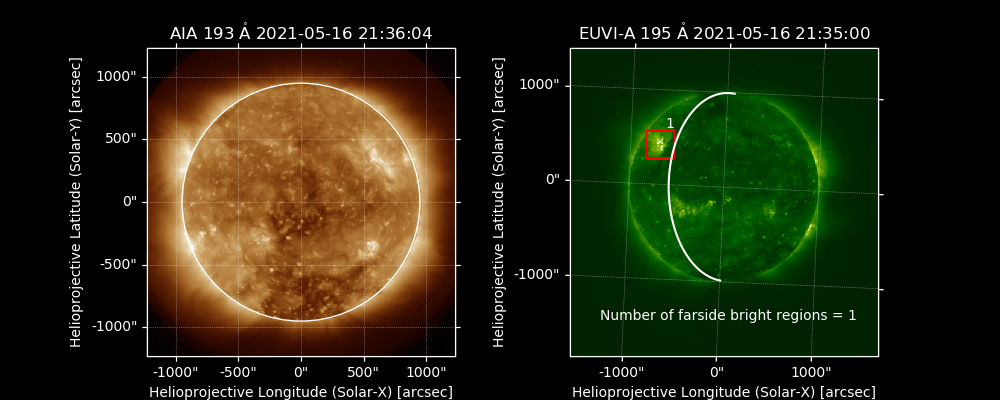 AIA 193 Å 2021-05-16 21:36:04
Helioprojective Latitude (Solar-Y) [arcsec]
1000"
500"
0"
-500"
-1000"
-1000"
-500"
0"
500"
1000"
Helioprojective Longitude (Solar-X) [arcsec]
EUVI-A 195 Å 2021-05-16 21:35:00
Helioprojective Latitude (Solar-Y) [arcsec]
1000"
0"
-1000"
1
Number of farside bright regions = 1
-1000"
0"
1000"
Helioprojective Longitude (Solar-X) [arcsec]